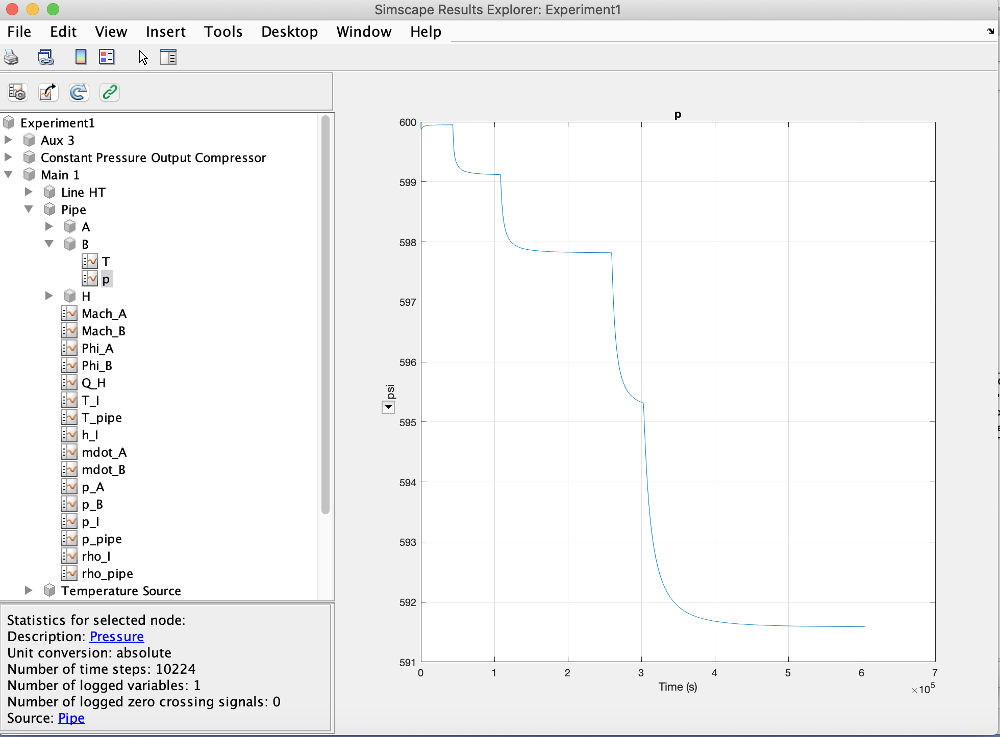 Simscape Results Explorer: Experiment1
File Edit View Insert Tools Desktop Window Help
Experiment1
Aux 3
Constant Pressure Output Compressor
Main 1
Line HT
Pipe
A
B
T
p
H
Mach_A
Mach_B
Phi_A
Phi_B
Q_H
T_I
T_pipe
h_I
mdot_A
mdot_B
p_A
p_B
p_I
p_pipe
rho_I
rho_pipe
Temperature Source
Statistics for selected node:
Description: Pressure
Unit conversion: absolute
Number of time steps: 10224
Number of logged variables: 1
Number of logged zero crossing signals: 0
Source: Pipe
p
600
599
598
597
596
595
594
593
592
591
psi
0 1 2 3 4 5 6 7
Time (s)
×10⁵